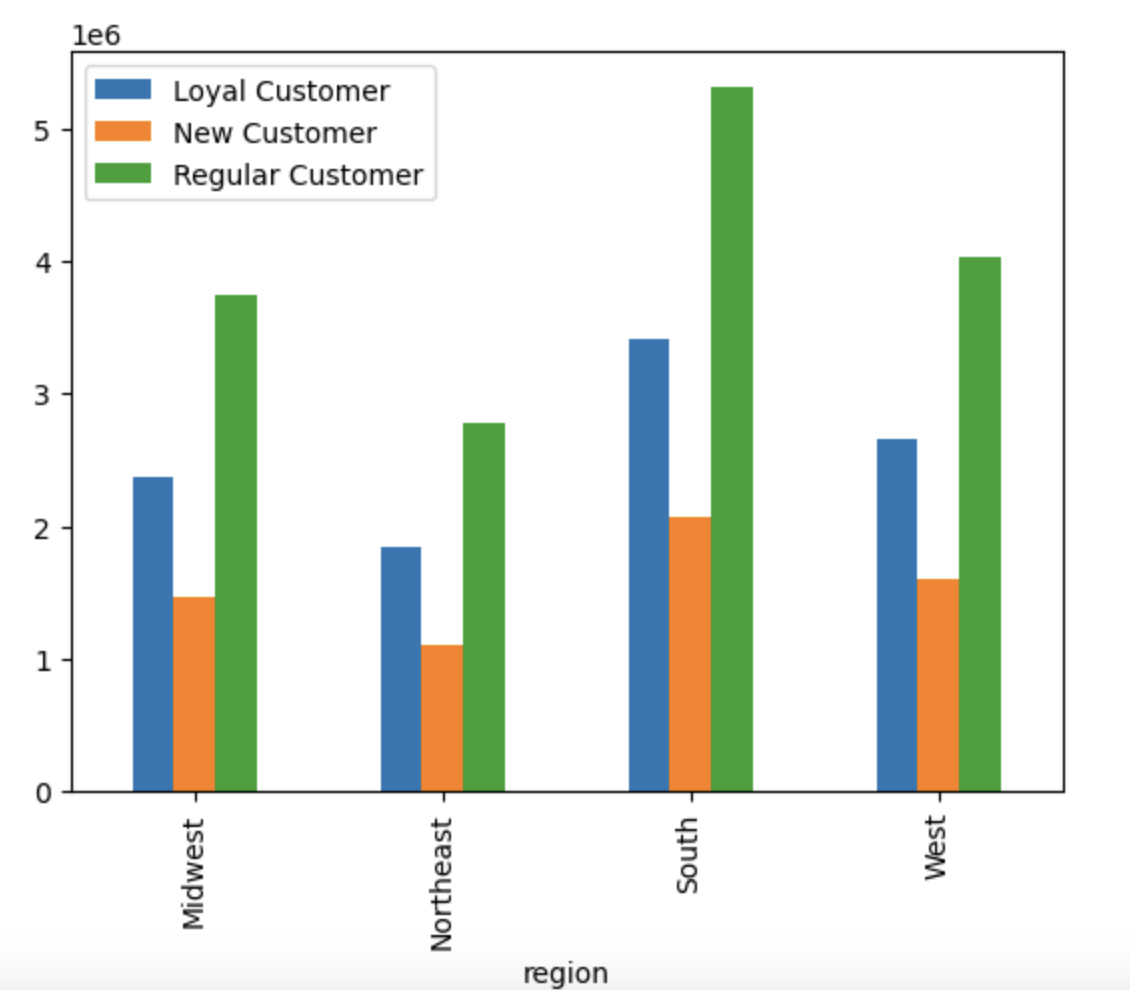 1e6
Loyal Customer
New Customer
Regular Customer
5
4
3
2
1
0
Midwest
Northeast
South
West
region